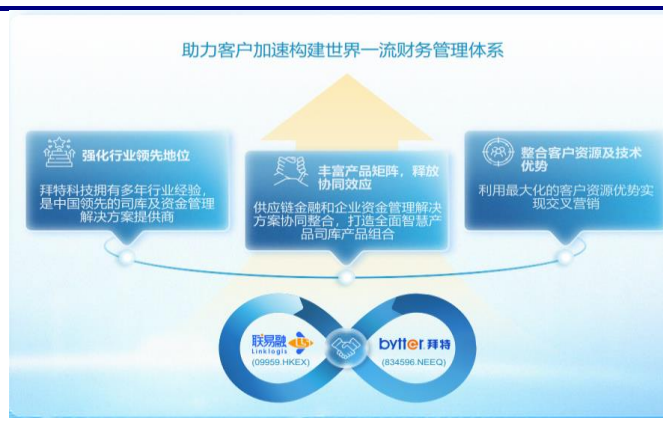 助力客户加速构建世界一流财务管理体系
强化行业领先地位
拜特科技拥有多年行业经验，
是中国领先的司库及资金管理
解决方案提供商
丰富产品矩阵，释放
协同效应
供应链金融和企业资金管理解决
方案协同整合，打造全面智慧产
品司库产品组合
整合客户资源及技术
优势
利用最大化的客户资源优势实
现交叉营销
联易融
Linklogis
(09959.HKEX)
bytter 拜特
(834596.NEEQ)